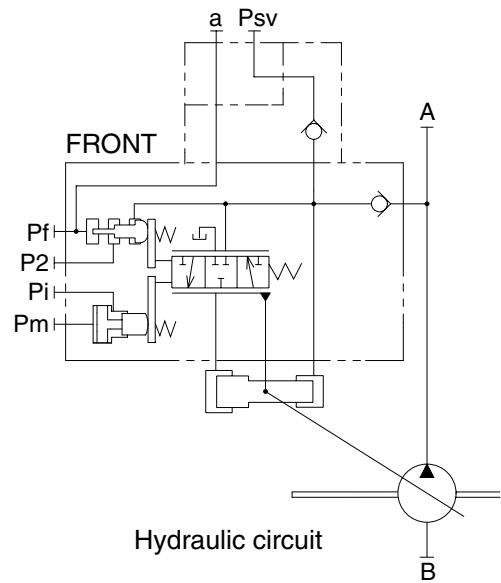 a Psv
A
FRONT
Pf
P2
Pi
Pm
Hydraulic circuit
B